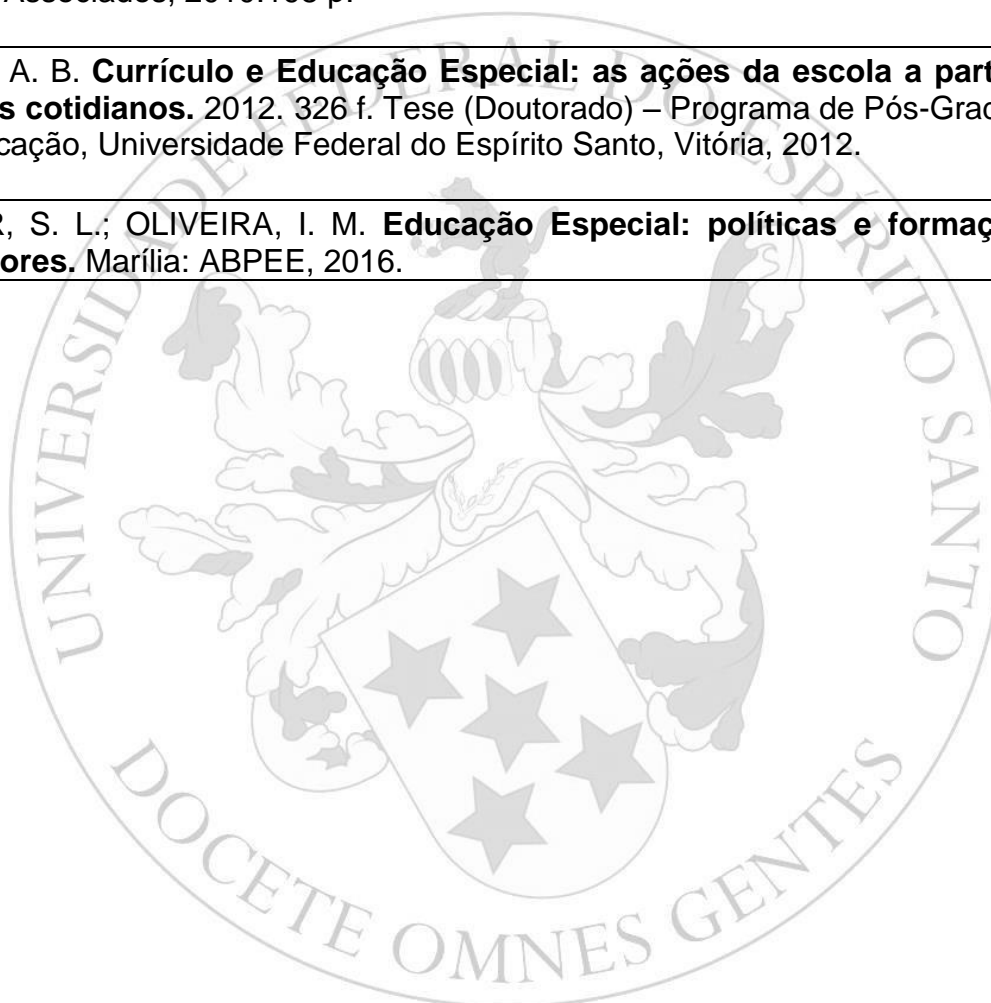 Associados, 2010.103 p.
A. B. Currículo e Educação Especial: as ações da escola a part
s cotidianos. 2012. 326 f. Tese (Doutorado) – Programa de Pós-Grad
cação, Universidade Federal do Espírito Santo, Vitória, 2012.
R, S. L.; OLIVEIRA, I. M. Educação Especial: políticas e formaç
ores. Marília: ABPEE, 2016.
UNIVERSIDADE FEDERAL DO ESPÍRITO SANTO
DOCETE OMNES GENTES